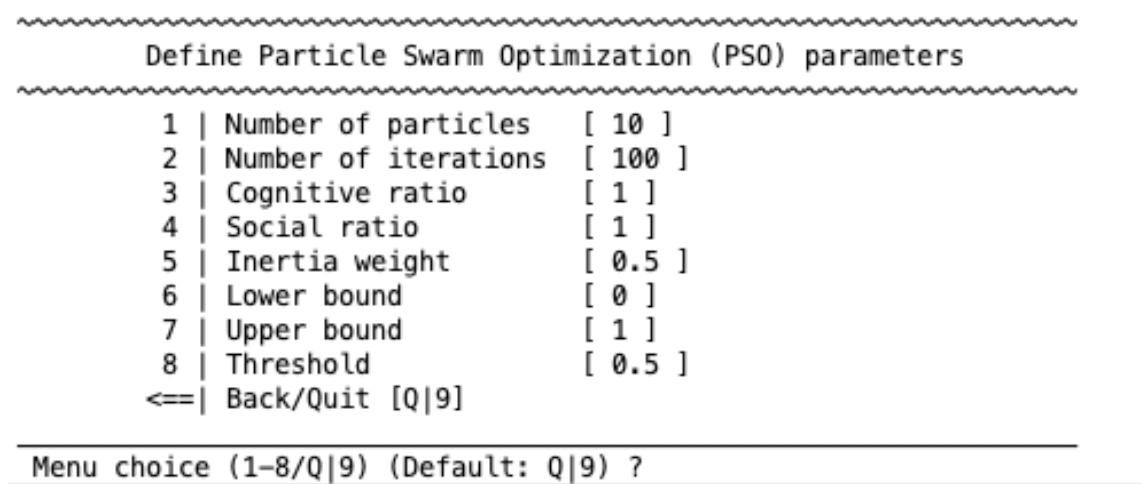 Define Particle Swarm Optimization (PSO) parameters
1 | Number of particles [ 10 ]
2 | Number of iterations [ 100 ]
3 | Cognitive ratio [ 1 ]
4 | Social ratio [ 1 ]
5 | Inertia weight [ 0.5 ]
6 | Lower bound [ 0 ]
7 | Upper bound [ 1 ]
8 | Threshold [ 0.5 ]
<==| Back/Quit [Q|9]
Menu choice (1-8/Q|9) (Default: Q|9) ?